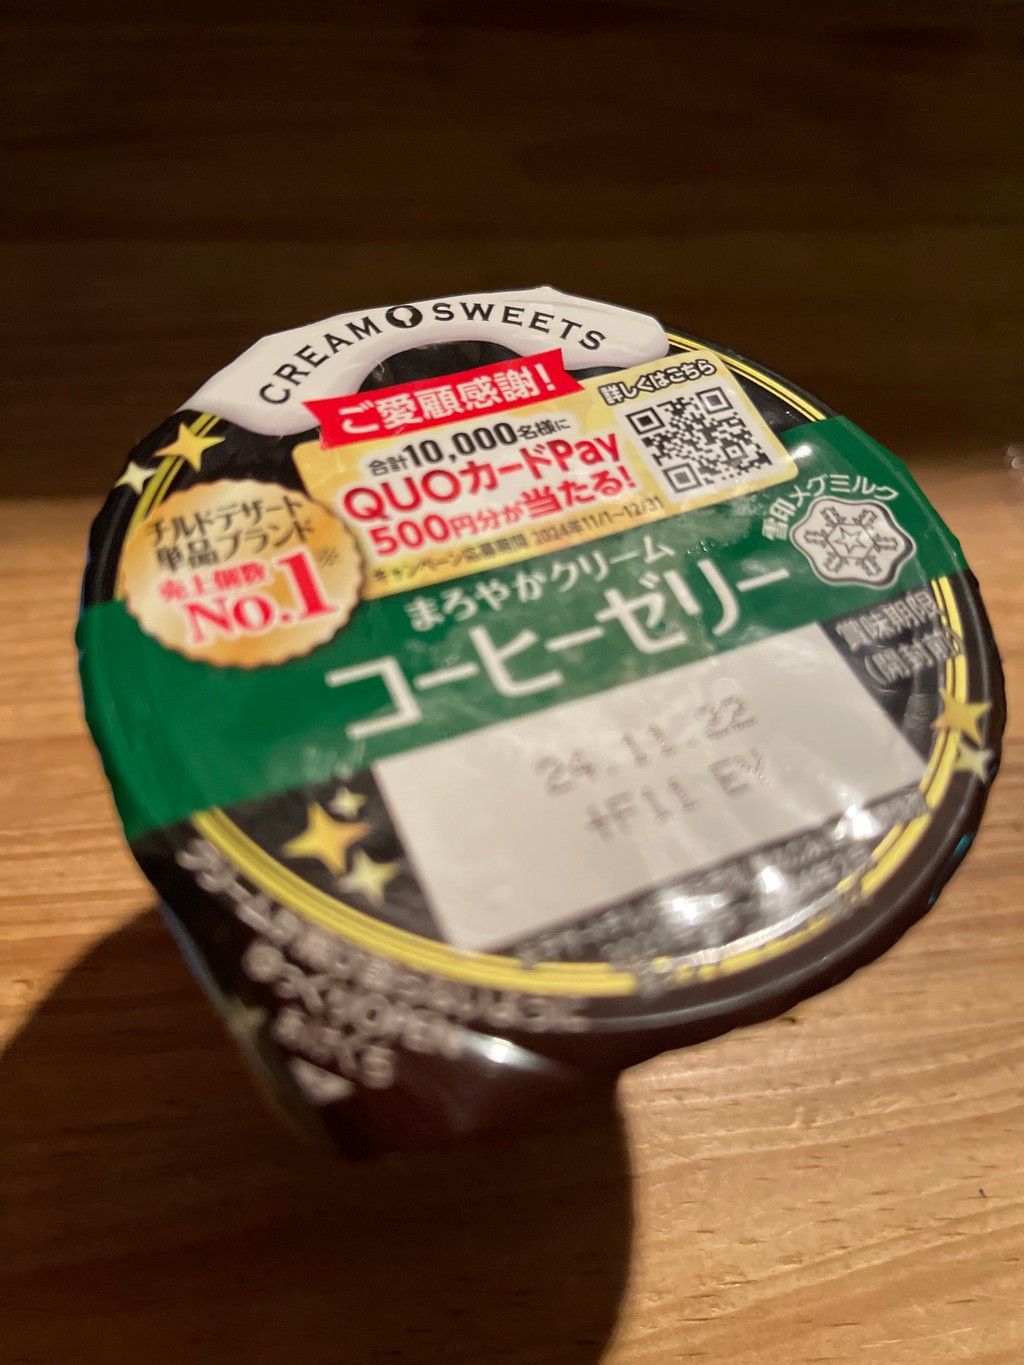 CREAM SWEETS
ご愛顧感謝!
詳しくはこちら
合計10,000名様に
QUOカードPay
500円分が当たる!
キャンペーン応募期間 2024年11/1~12/31
チルドデザート
単品ブランド
売上個数
No.1※
雪印メグミルク
まろやかクリーム
コーヒーゼリー
賞味期限
(開封前)
24.11.22